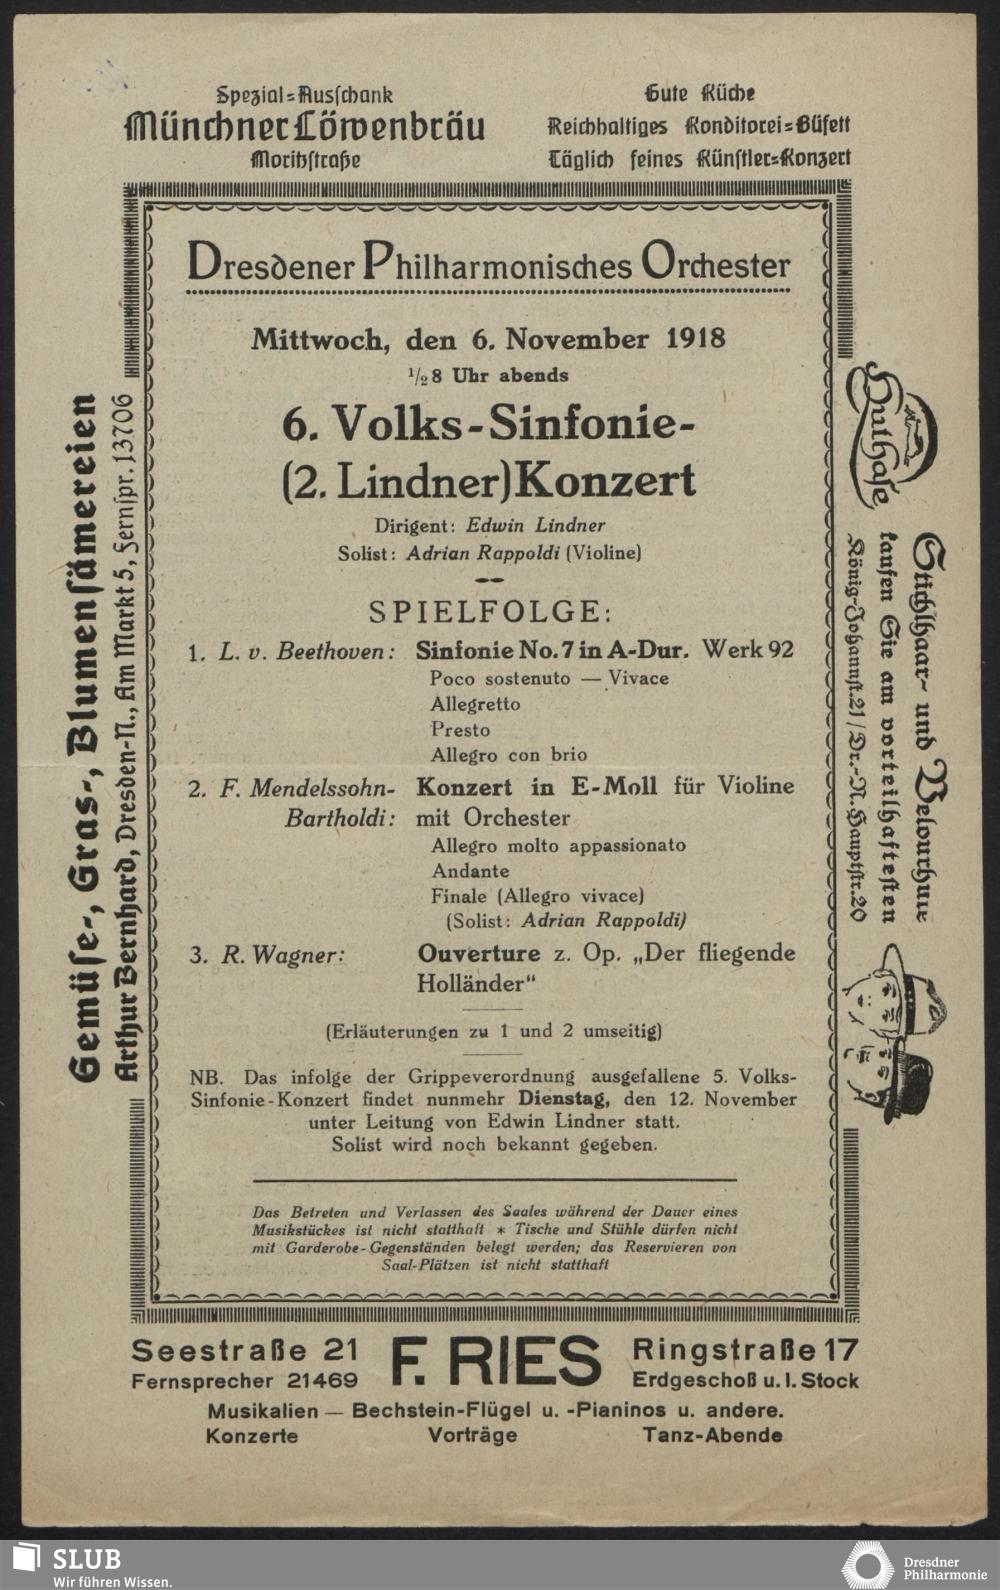 Spezial-Ausschank
Münchner Löwenbräu
Moritzstraße
Gute Küche
Reichhaltiges Konditorei-Büfett
Täglich feines Künstler-Konzert
Dresdener Philharmonisches Orchester
Mittwoch, den 6. November 1918
1/2 8 Uhr abends
6. Volks-Sinfonie-
(2. Lindner) Konzert
Dirigent: Edwin Lindner
Solist: Adrian Rappoldi (Violine)
SPIELFOLGE:
1. L. v. Beethoven: Sinfonie No. 7 in A-Dur. Werk 92
Poco sostenuto — Vivace
Allegretto
Presto
Allegro con brio
2. F. Mendelssohn- Konzert in E-Moll für Violine
Bartholdi: mit Orchester
Allegro molto appassionato
Andante
Finale (Allegro vivace)
(Solist: Adrian Rappoldi)
3. R. Wagner: Ouverture z. Op. „Der fliegende
Holländer“
(Erläuterungen zu 1 und 2 umseitig)
NB. Das infolge der Grippeverordnung ausgefallene 5. Volks-
Sinfonie-Konzert findet nunmehr Dienstag, den 12. November
unter Leitung von Edwin Lindner statt.
Solist wird noch bekannt gegeben.
Das Betreten und Verlassen des Saales während der Dauer eines
Musikstückes ist nicht statthaft * Tische und Stühle dürfen nicht
mit Garderobe-Gegenständen belegt werden; das Reservieren von
Saal-Plätzen ist nicht statthaft
Gemüse-, Gras-, Blumensämereien
Arthur Bernhard, Dresden-N., Am Markt 5, Fernspr. 13706
Huthase
Stichlhaar- und Velourhute
kaufen Sie am vorteilhaftesten
König-Johannst. 21 / Dr.-N. Hauptstr. 20
Seestraße 21
Fernsprecher 21469
F. RIES
Ringstraße 17
Erdgeschoß u. I. Stock
Musikalien — Bechstein-Flügel u. -Pianinos u. andere.
Konzerte Vorträge Tanz-Abende
SLUB
Wir führen Wissen.
Dresdner
Philharmonie